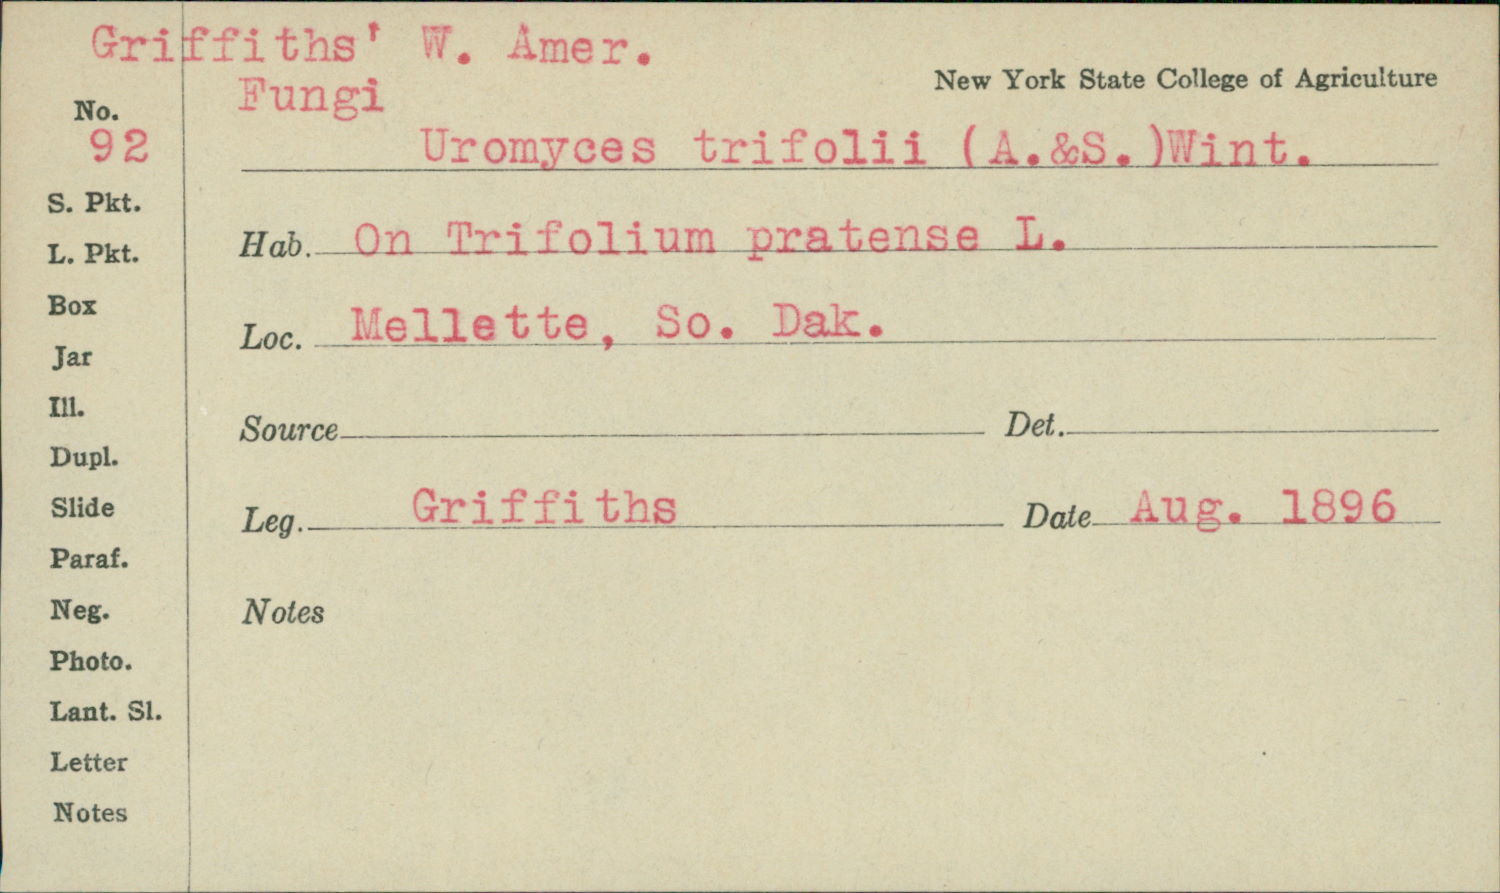 Griffiths' W. Amer.
Fungi
New York State College of Agriculture
No.
92
Uromyces trifolii (A.&S.)Wint.
S. Pkt.
L. Pkt.
Box
Jar
Ill.
Dupl.
Slide
Paraf.
Neg.
Photo.
Lant. Sl.
Letter
Notes
Hab. On Trifolium pratense L.
Loc. Mellette, So. Dak.
Source Det.
Leg. Griffiths Date Aug. 1896
Notes